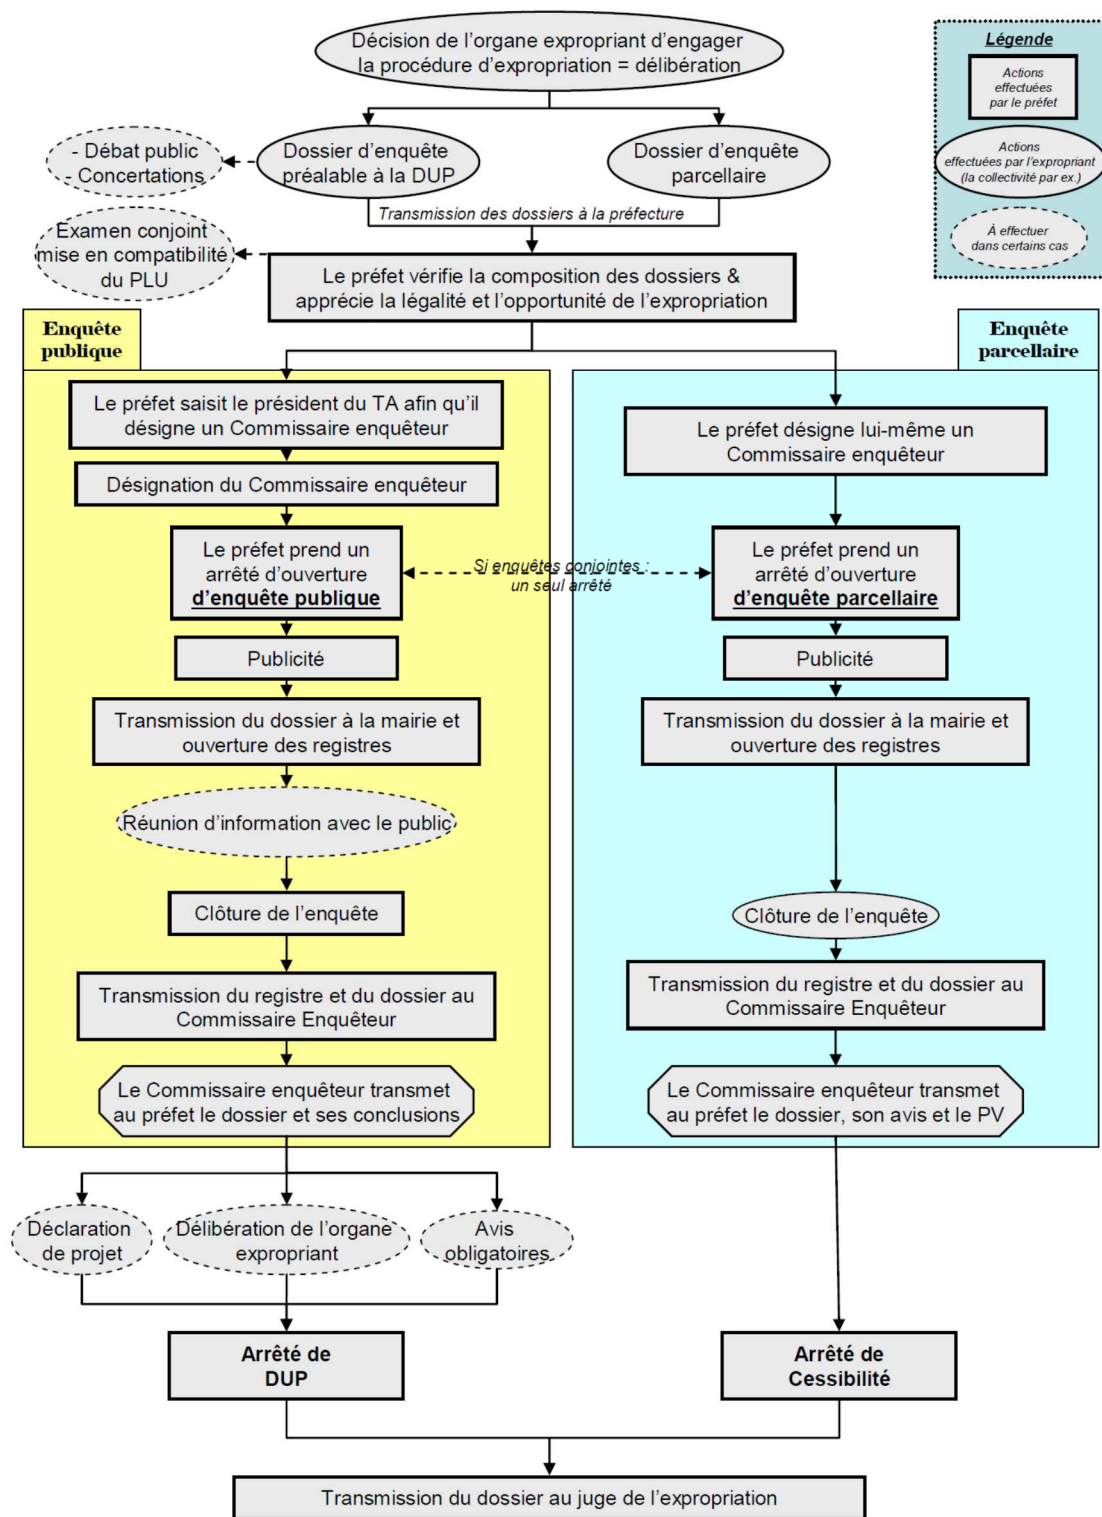 Décision de l'organe expropriant d'engager
la procédure d'expropriation = délibération
Légende
Actions
effectuées
par le préfet
Actions
effectuées par l'expropriant
(la collectivité par ex.)
À effectuer
dans certains cas
- Débat public
- Concertations
Dossier d'enquête
préalable à la DUP
Dossier d'enquête
parcellaire
Transmission des dossiers à la préfecture
Examen conjoint
mise en compatibilité
du PLU
Le préfet vérifie la composition des dossiers &
apprécie la légalité et l'opportunité de l'expropriation
Enquête
publique
Enquête
parcellaire
Le préfet saisit le président du TA afin qu'il
désigne un Commissaire enquêteur
Désignation du Commissaire enquêteur
Le préfet désigne lui-même un
Commissaire enquêteur
Le préfet prend un
arrêté d'ouverture
d'enquête publique
Si enquêtes conjointes :
un seul arrêté
Le préfet prend un
arrêté d'ouverture
d'enquête parcellaire
Publicité
Publicité
Transmission du dossier à la mairie et
ouverture des registres
Transmission du dossier à la mairie et
ouverture des registres
Réunion d'information avec le public
Clôture de l'enquête
Clôture de l'enquête
Transmission du registre et du dossier au
Commissaire Enquêteur
Transmission du registre et du dossier au
Commissaire Enquêteur
Le Commissaire enquêteur transmet
au préfet le dossier et ses conclusions
Le Commissaire enquêteur transmet
au préfet le dossier, son avis et le PV
Déclaration
de projet
Délibération de l'organe
expropriant
Avis
obligatoires
Arrêté de
DUP
Arrêté de
Cessibilité
Transmission du dossier au juge de l'expropriation